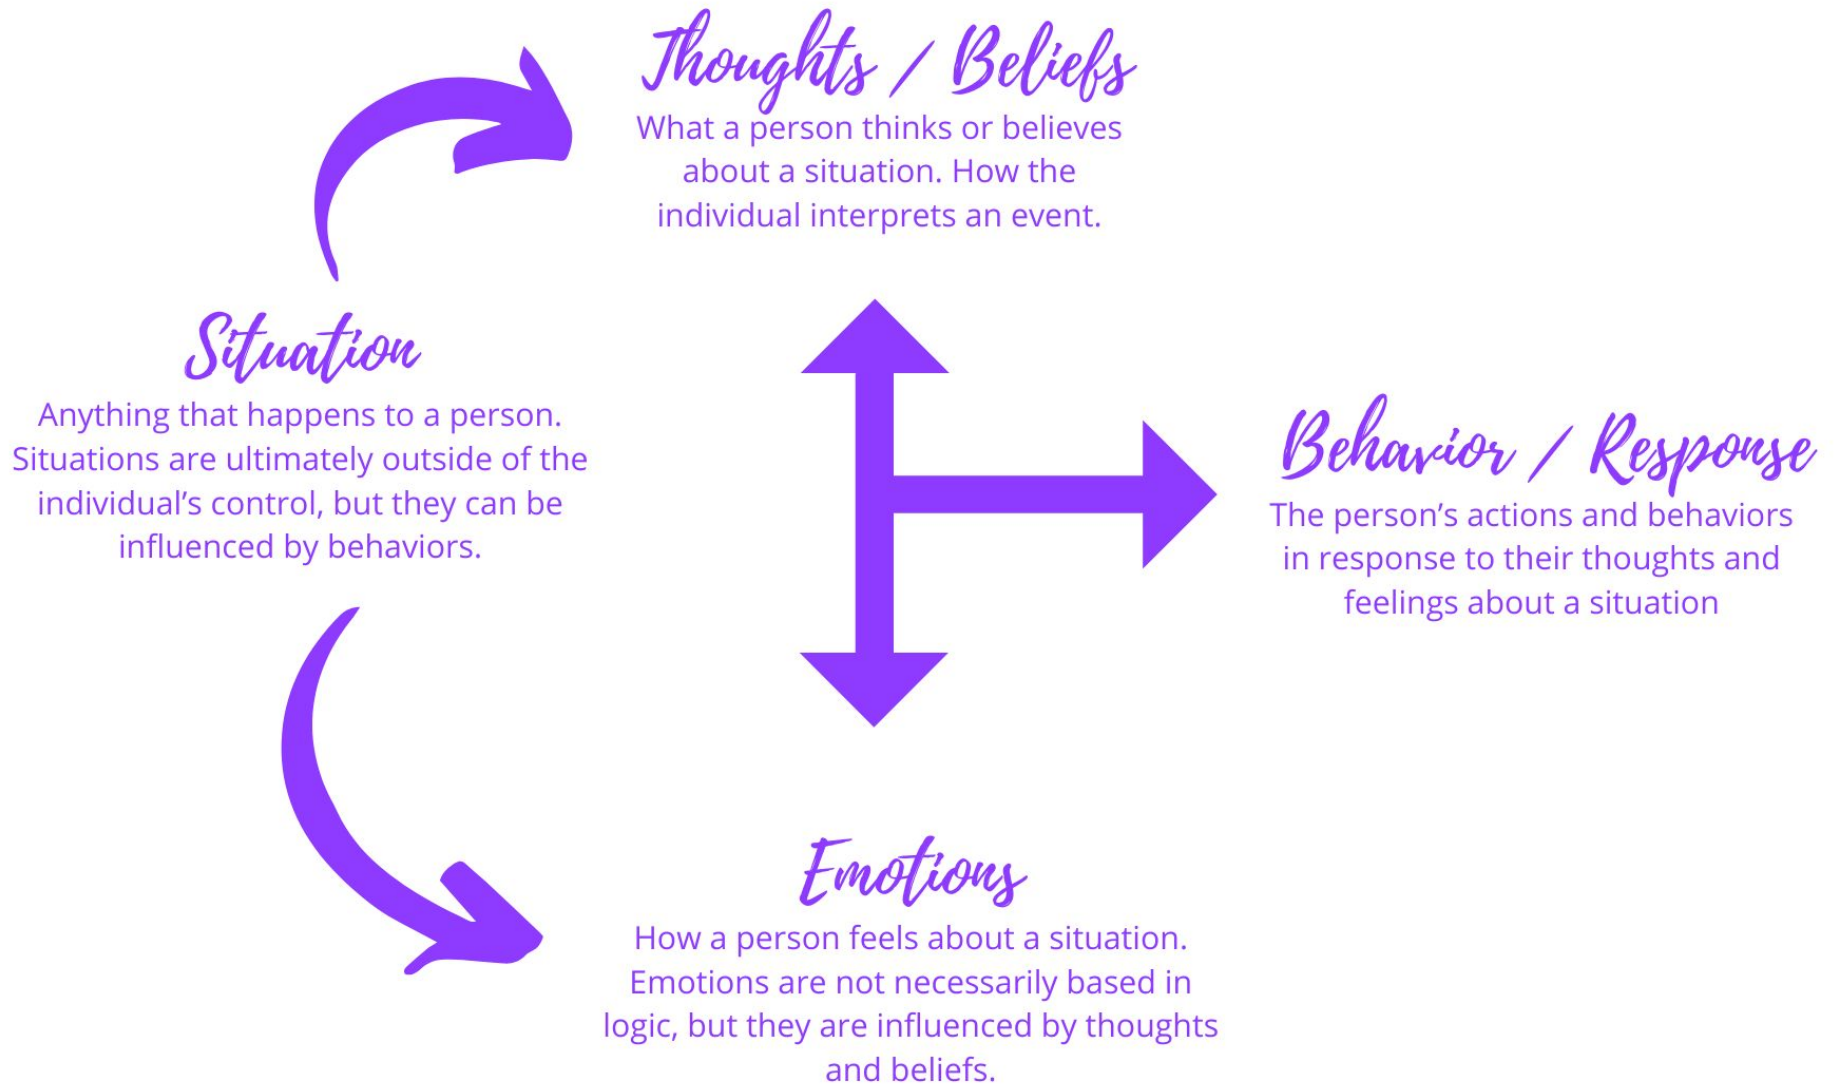 Thoughts / Beliefs
What a person thinks or believes
about a situation. How the
individual interprets an event.
Situation
Anything that happens to a person.
Situations are ultimately outside of the
individual’s control, but they can be
influenced by behaviors.
Behavior / Response
The person’s actions and behaviors
in response to their thoughts and
feelings about a situation
Emotions
How a person feels about a situation.
Emotions are not necessarily based in
logic, but they are influenced by thoughts
and beliefs.